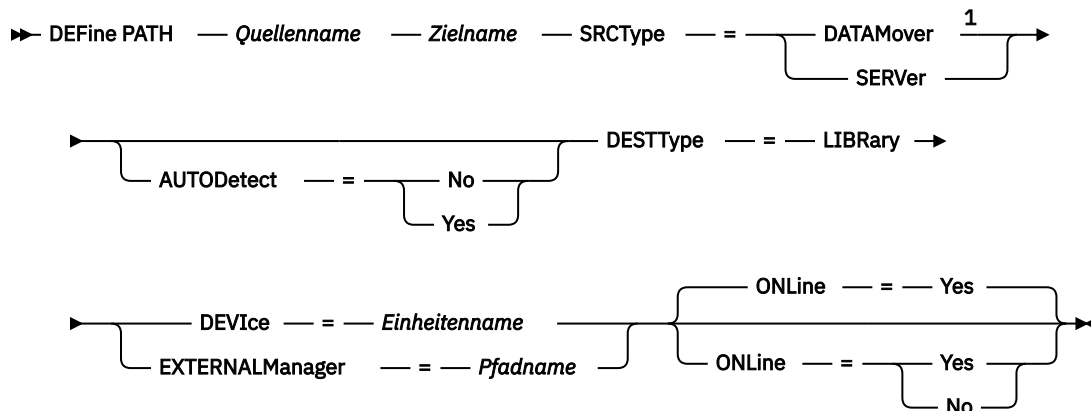 DEFine PATH Quellenname Zielname SRCType = DATAMover 1
SERVer
DESTType = LIBRary
AUTODetect = No
Yes
ONLine = Yes
DEVIce = Einheitenname
EXTERNALManager = Pfadname
ONLine = Yes
No